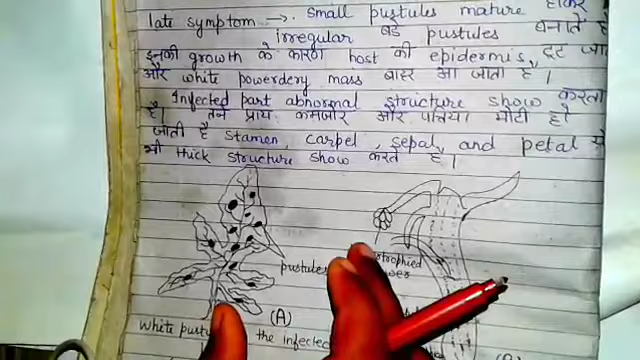 late symptom → small pustules mature होकर
irregular बडे pustules बनाते है
इनकी growth के कारण host की epidermis टूट जा
और white powerdery mass बाहर आ जाता है।
Infected part abnormal structure show करता
है। तने प्राय कमजोर और पत्तिया मोटी हो
जाती है stamen, carpel, sepal, and petal
भी thick structure show करते है।
pustules
(A)
white the infected